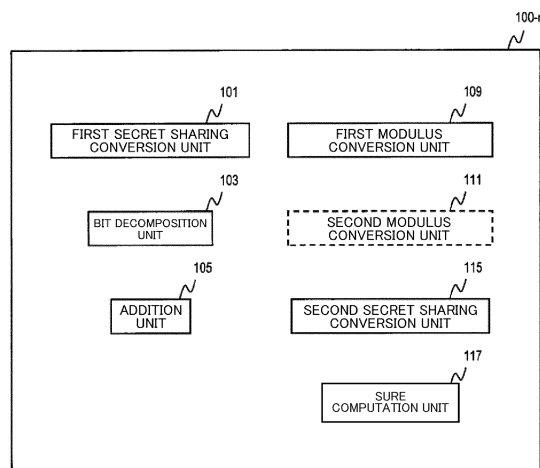 100-n
101
FIRST SECRET SHARING
CONVERSION UNIT
109
FIRST MODULUS
CONVERSION UNIT
103
BIT DECOMPOSITION
UNIT
111
SECOND MODULUS
CONVERSION UNIT
105
ADDITION
UNIT
115
SECOND SECRET SHARING
CONVERSION UNIT
117
SURE
COMPUTATION UNIT